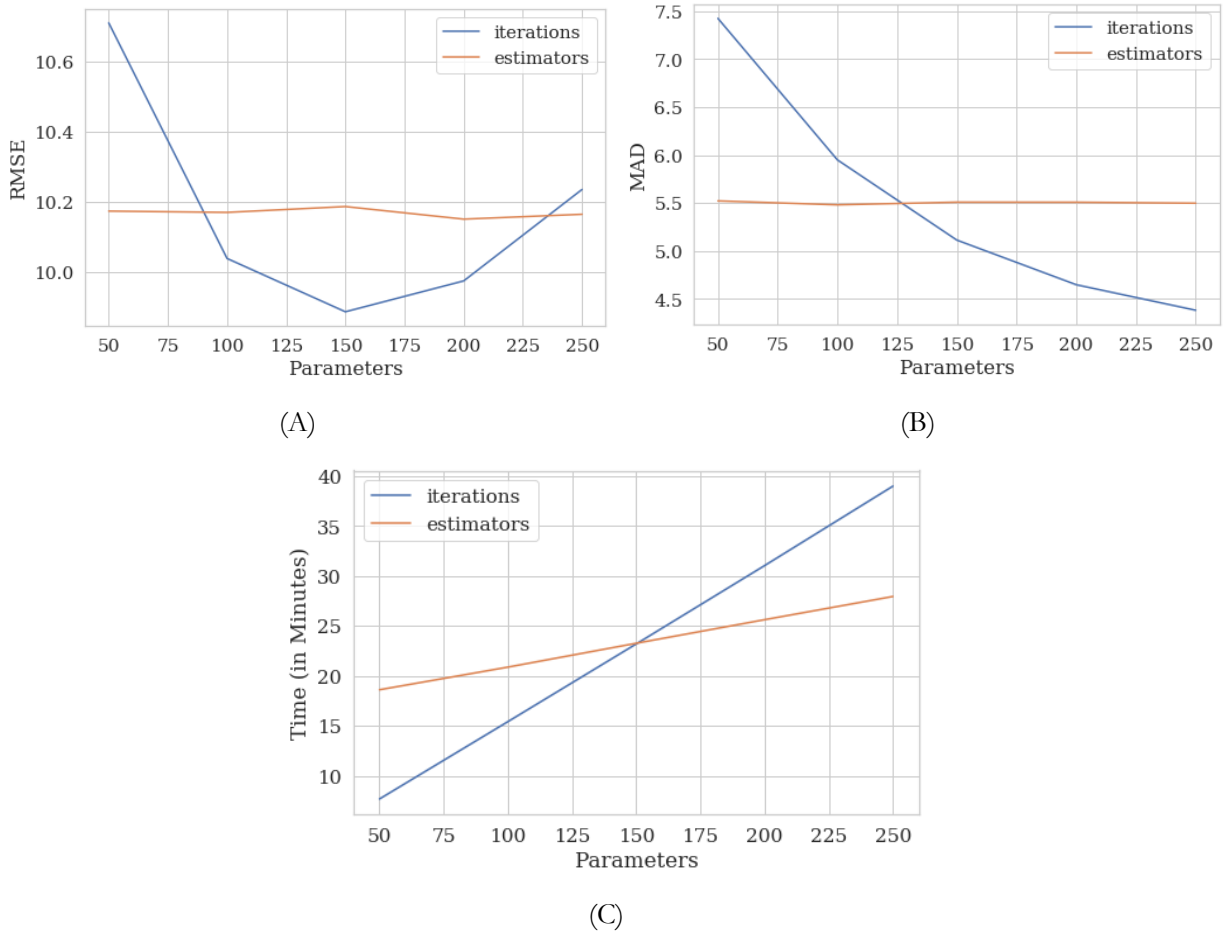 iterations
estimators
10.6
10.4
10.2
10.0
RMSE
50 75 100 125 150 175 200 225 250
Parameters
(A)
iterations
estimators
7.5
7.0
6.5
6.0
5.5
5.0
4.5
MAD
50 75 100 125 150 175 200 225 250
Parameters
(B)
iterations
estimators
40
35
30
25
20
15
10
Time (in Minutes)
50 75 100 125 150 175 200 225 250
Parameters
(C)